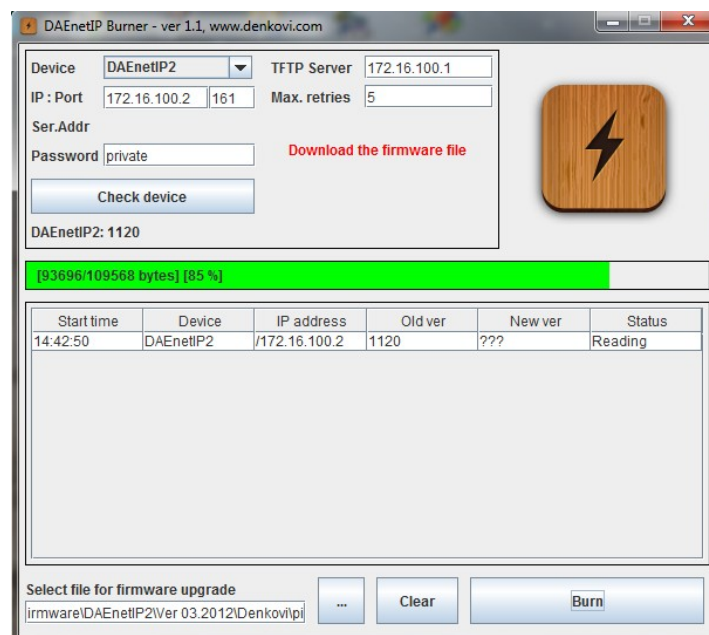 DAEnetIP Burner - ver 1.1, www.denkovi.com
Device DAEnetIP2 TFTP Server 172.16.100.1
IP : Port 172.16.100.2 161 Max. retries 5
Ser.Addr
Password private Download the firmware file
Check device
DAEnetIP2: 1120
[93696/109568 bytes] [85 %]
Start time Device IP address Old ver New ver Status
14:42:50 DAEnetIP2 /172.16.100.2 1120 ??? Reading
Select file for firmware upgrade
irmware\DAEnetIP2\Ver 03.2012\Denkovi\pi ... Clear Burn